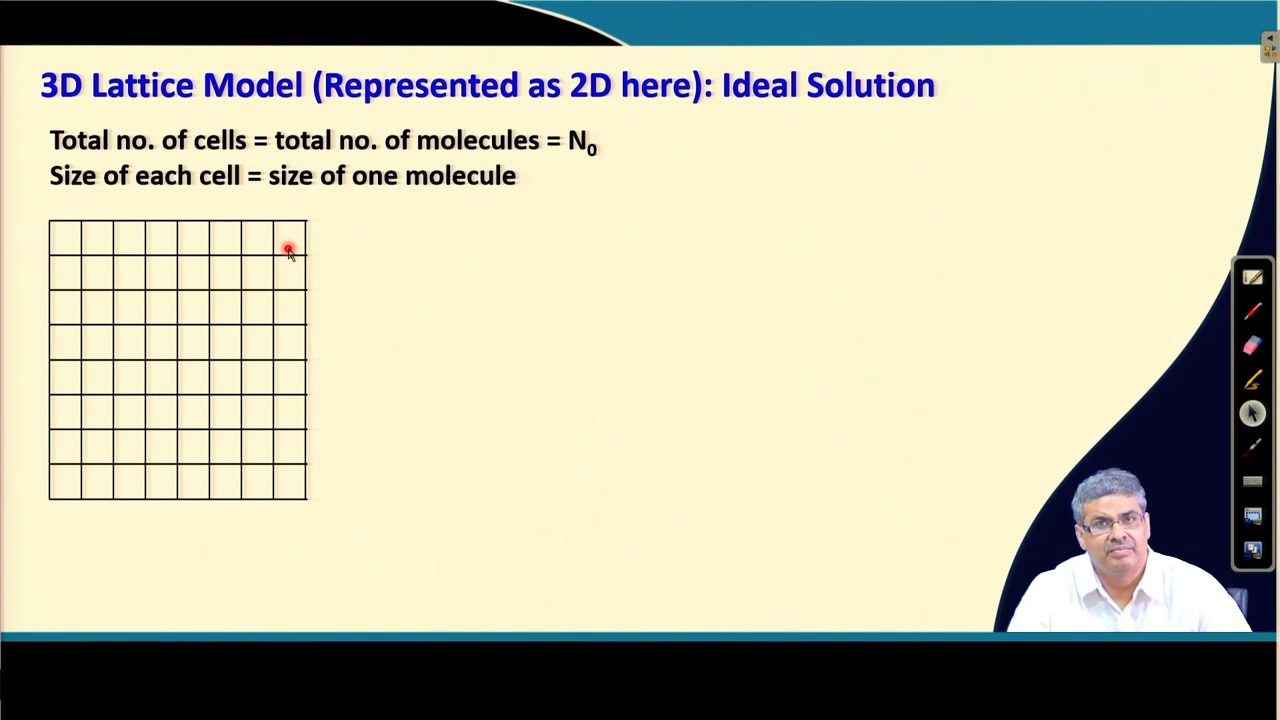 3D Lattice Model (Represented as 2D here): Ideal Solution
Total no. of cells = total no. of molecules = N₀
Size of each cell = size of one molecule